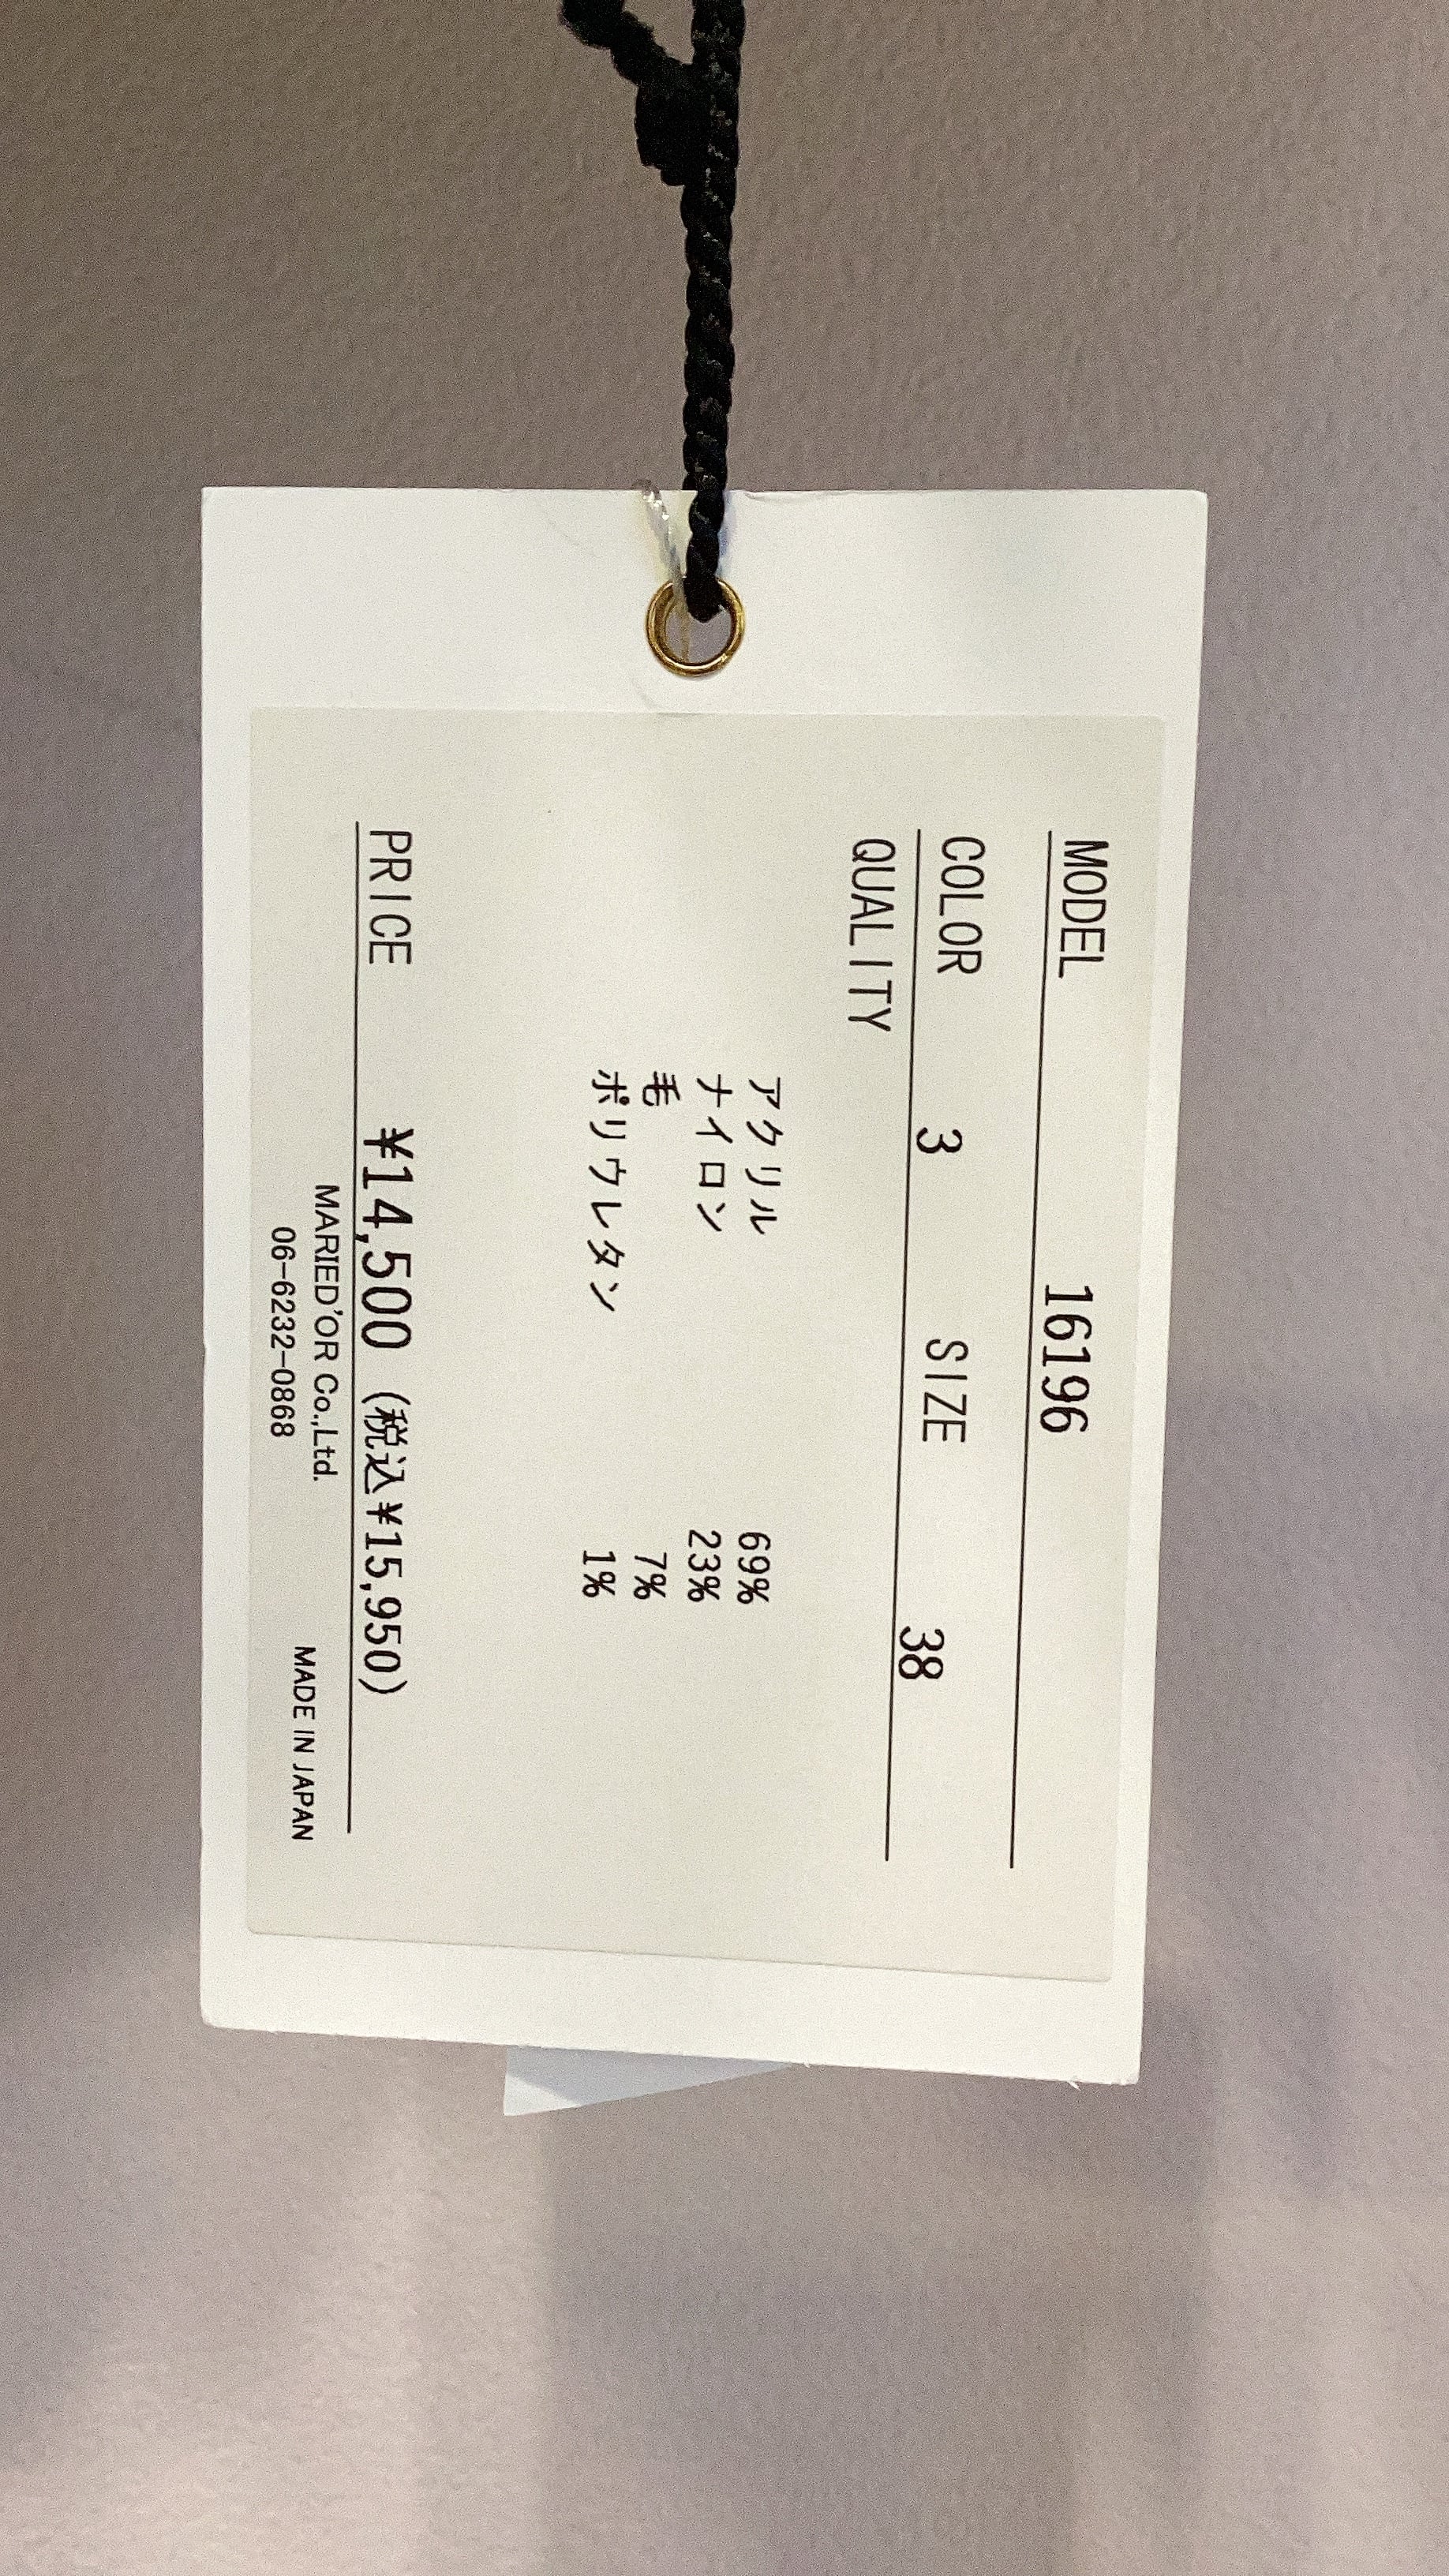 MODEL 16196
COLOR 3 SIZE 38
QUALITY
アクリル 69%
ナイロン 23%
毛 7%
ポリウレタン 1%
PRICE ¥14,500 (税込¥15,950)
MARIED'OR Co.,Ltd.
06-6232-0868
MADE IN JAPAN